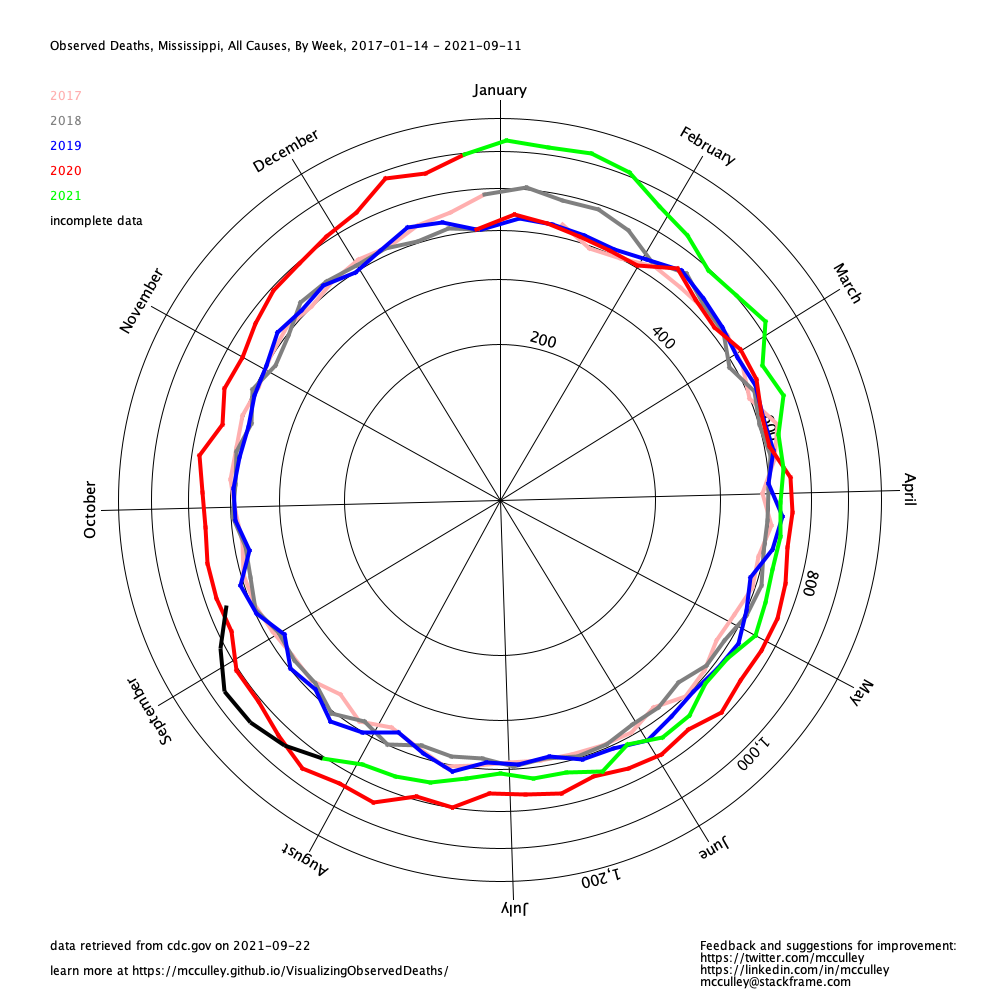 Observed Deaths, Mississippi, All Causes, By Week, 2017-01-14 - 2021-09-11
January
2017
2018
2019
2020
2021
incomplete data
December
February
November
March
200
400
October
April
800
September
May
1,000
August
June
1,200
July
data retrieved from cdc.gov on 2021-09-22
learn more at https://mcculley.github.io/VisualizingObservedDeaths/
Feedback and suggestions for improvement:
https://twitter.com/mcculley
https://linkedin.com/in/mcculley
mcculley@stackframe.com